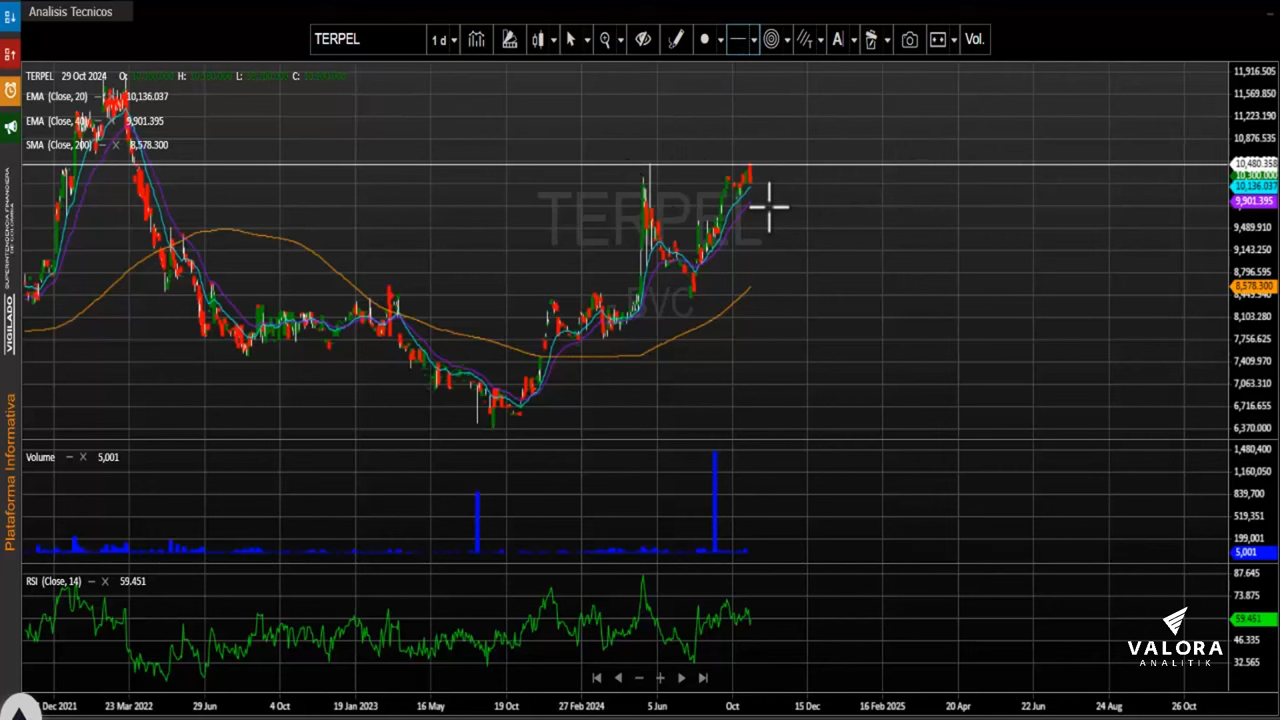 Analisis Tecnicos
TERPEL
1 d
A
Vol.
TERPEL 29 Oct 2024 O: H: L: C:
EMA (Close, 20) 10,136.037
EMA (Close, 40) 9,901.395
SMA (Close, 200) 8,578.300
TERPEL
- BVC
11,916.505
11,569.850
11,223.190
10,876.535
10,480.358
10,300.000
10,136.037
9,901.395
9,489.910
9,143.250
8,796.595
8,578.300
8,103.280
7,756.625
7,409.970
7,063.310
6,716.655
6,370.000
Volume 5,001
1,480,400
1,160,050
839,700
519,351
199,001
5,001
RSI (Close, 14) 59.451
87.645
73.875
59.451
46.335
32.565
Dec 2021
23 Mar 2022
29 Jun
4 Oct
19 Jan 2023
16 May
19 Oct
27 Feb 2024
5 Jun
Oct
15 Dec
16 Feb 2025
20 Apr
22 Jun
24 Aug
26 Oct
VIGILADO
SUPERINTENDENCIA FINANCIERA
DE COLOMBIA
Plataforma Informativa
VALORA
ANALITIK